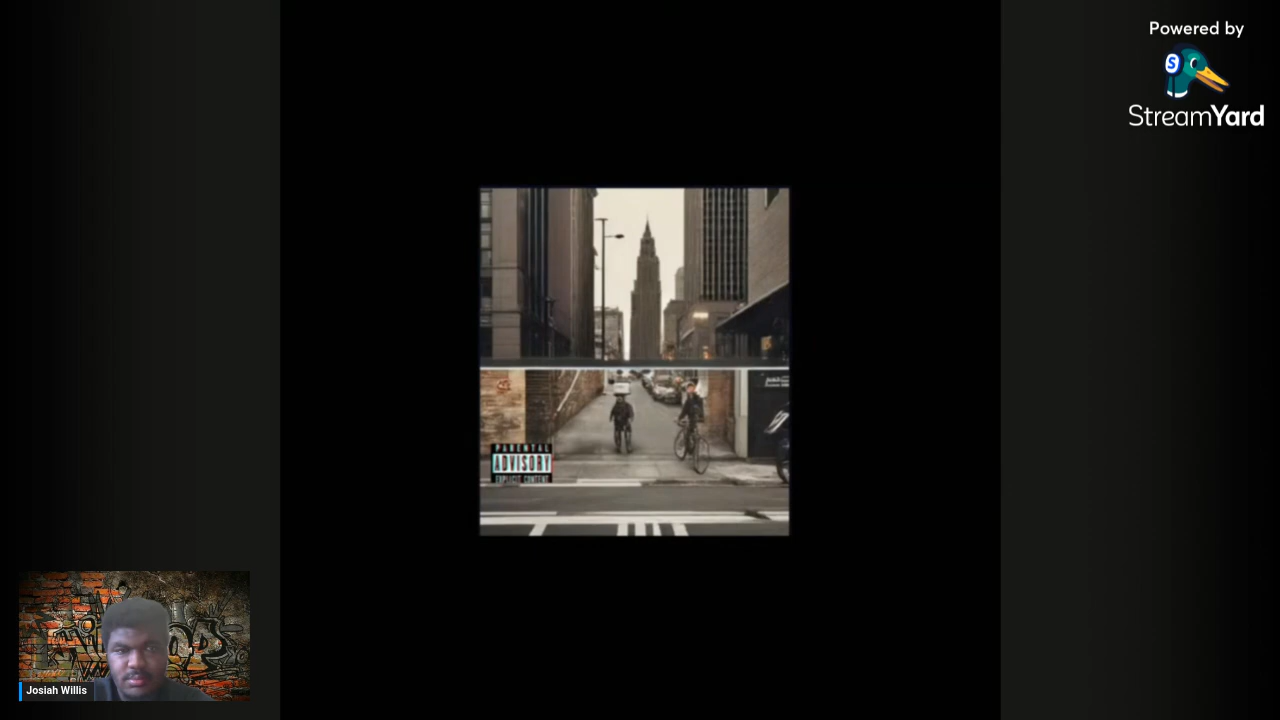 Powered by
S
StreamYard
PARENTAL
ADVISORY
EXPLICIT CONTENT
Josiah Willis